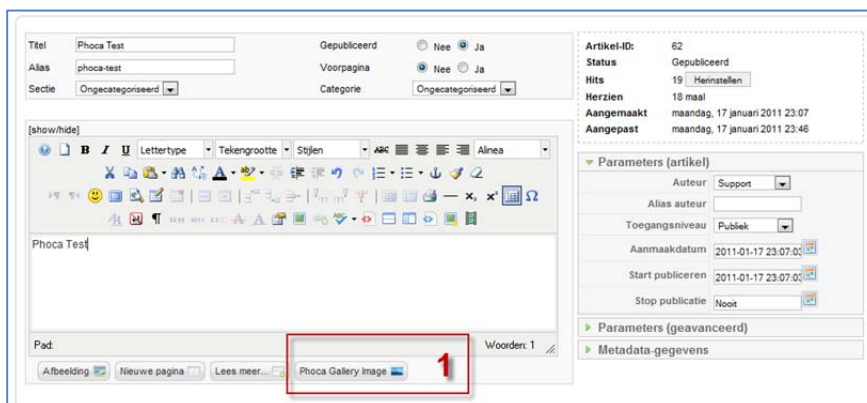 Titel Phoca Test Gepubliceerd Nee Ja
Alias phoca-test Voorpagina Nee Ja
Sectie Ongecategoriseerd Categorie Ongecategoriseerd
[show/hide]
B I U Lettertype Tekengrootte Stijlen ABC Alinea
Phoca Test
Pad: Woorden: 1
Afbeelding Nieuwe pagina Lees meer... Phoca Gallery Image 1
Artikel-ID: 62
Status Gepubliceerd
Hits 19 Herinstellen
Herzien 18 maal
Aangemaakt maandag, 17 januari 2011 23:07
Aangepast maandag, 17 januari 2011 23:46
Parameters (artikel)
Auteur Support
Alias auteur
Toegangsniveau Publiek
Aanmaakdatum 2011-01-17 23:07:03
Start publiceren 2011-01-17 23:07:03
Stop publicatie Nooit
Parameters (geavanceerd)
Metadata-gegevens